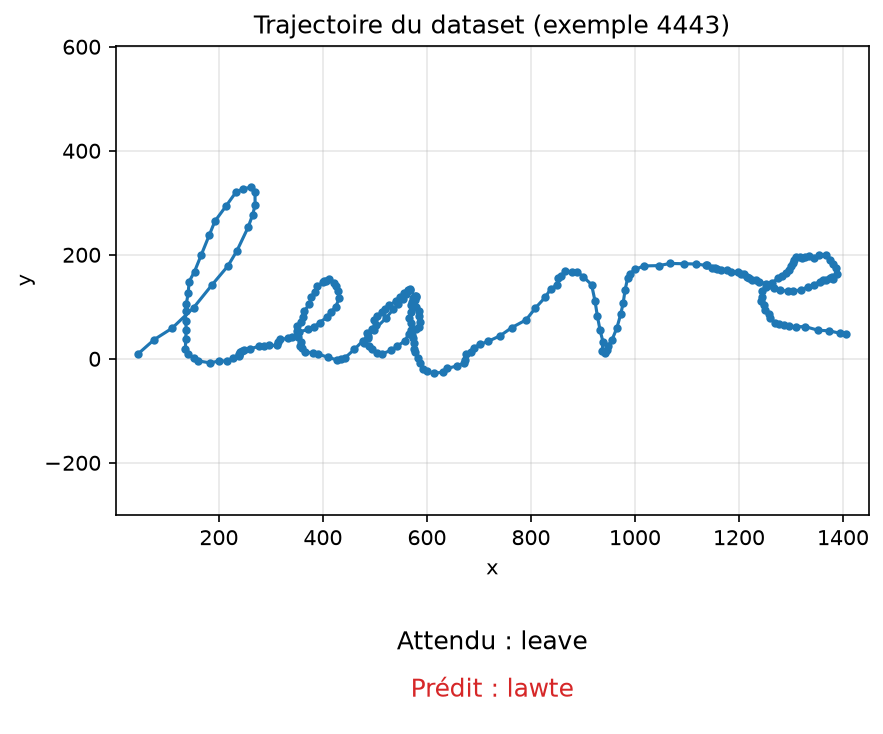 Trajectoire du dataset (exemple 4443)
600
400
200
0
−200
y
leave
200 400 600 800 1000 1200 1400
x
Attendu : leave
Prédit : lawte